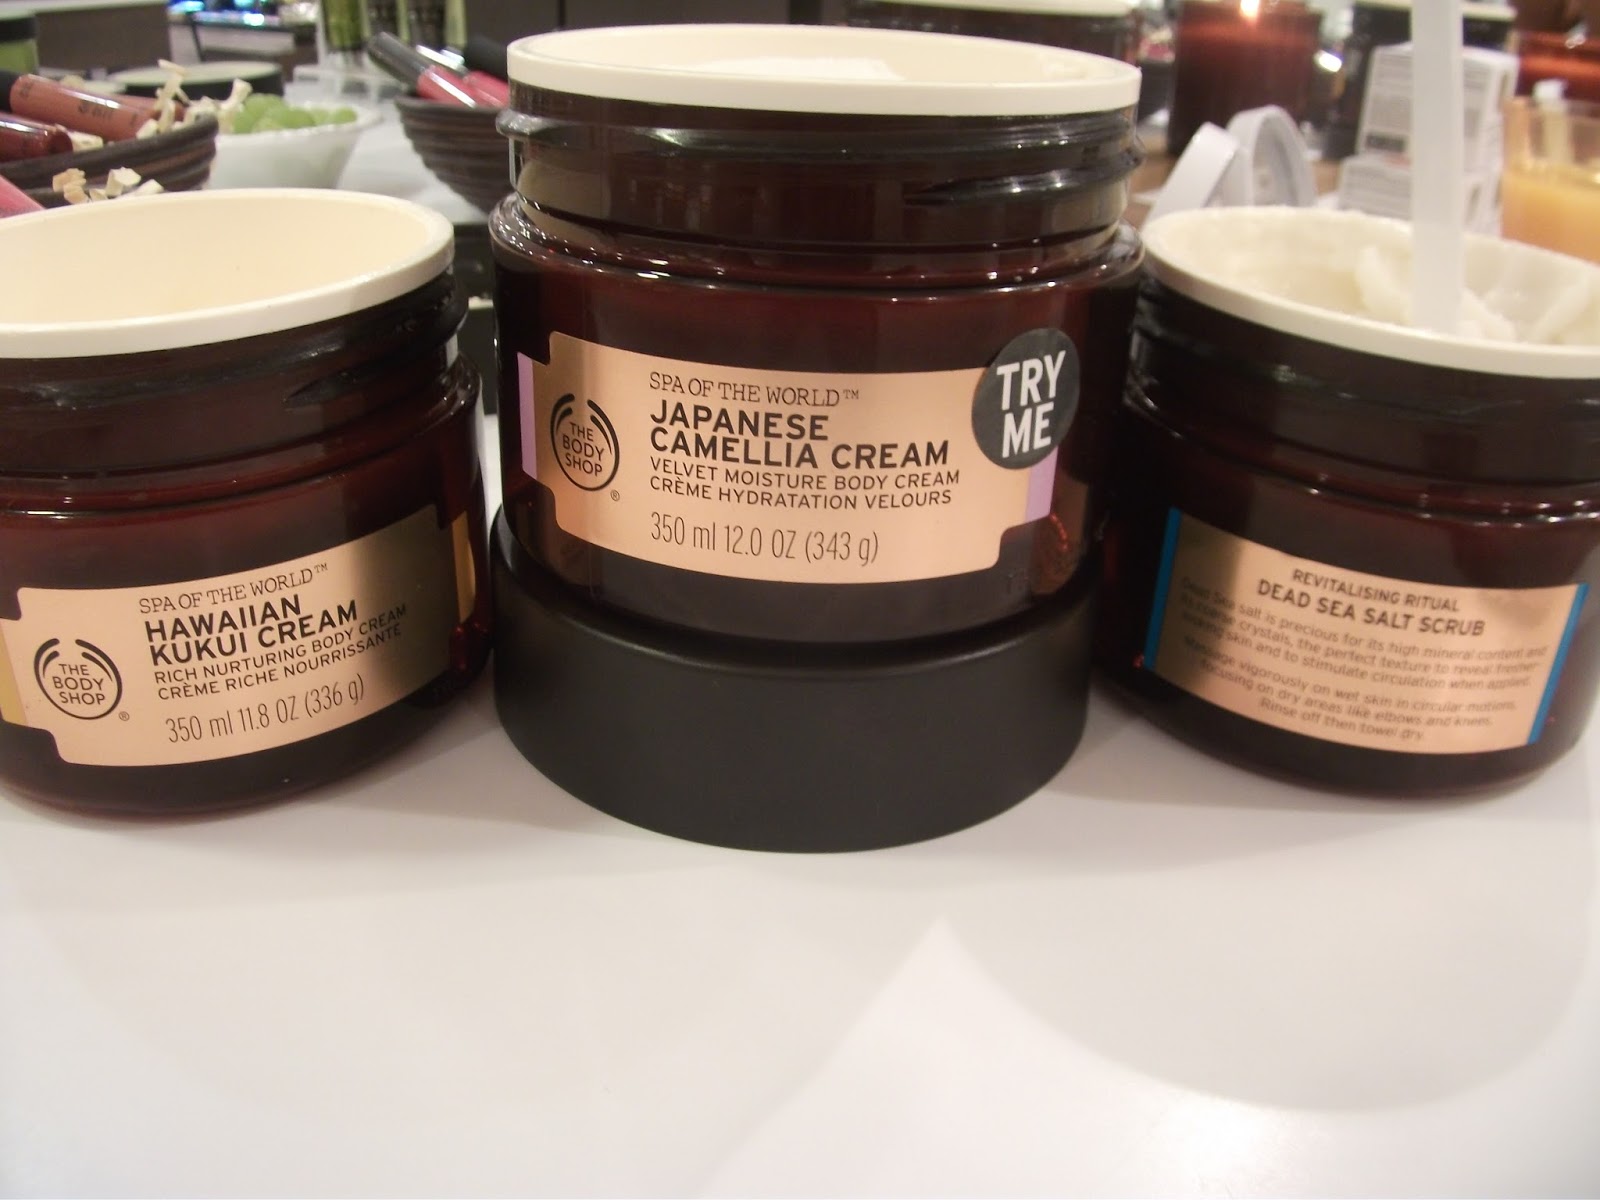 SPA OF THE WORLD™
HAWAIIAN
KUKUI CREAM
RICH NURTURING BODY CREAM
CRÈME RICHE NOURRISSANTE
350 ml 11.8 OZ (336 g)
THE
BODY
SHOP
®
SPA OF THE WORLD™
JAPANESE
CAMELLIA CREAM
VELVET MOISTURE BODY CREAM
CRÈME HYDRATATION VELOURS
350 ml 12.0 OZ (343 g)
THE
BODY
SHOP
®
TRY
ME
REVITALISING RITUAL
DEAD SEA SALT SCRUB
Dead Sea salt is precious for its high mineral content and
its coarse crystals, the perfect texture to reveal fresher-
looking skin and to stimulate circulation when applied.
Massage vigorously on wet skin in circular motions,
focusing on dry areas like elbows and knees.
Rinse off then towel dry.